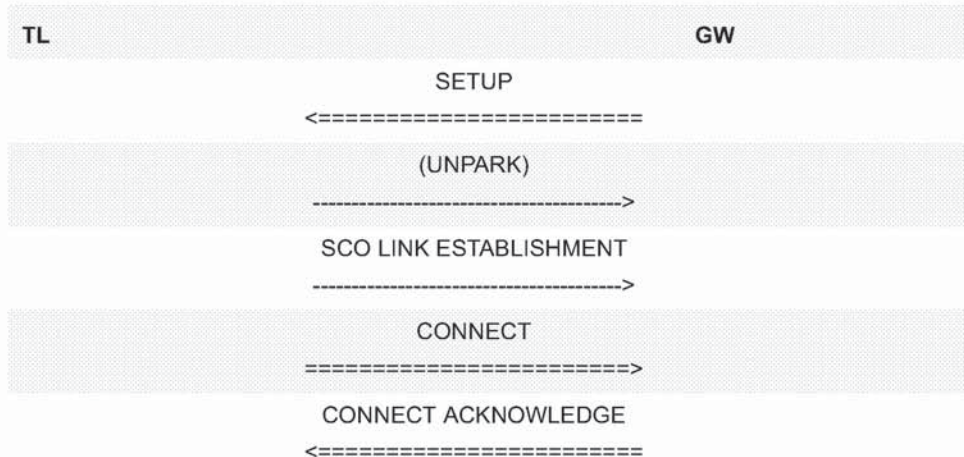 TL GW
SETUP
<========================
(UNPARK)
---------------------------------------->
SCO LINK ESTABLISHMENT
---------------------------------------->
CONNECT
========================>
CONNECT ACKNOWLEDGE
<========================